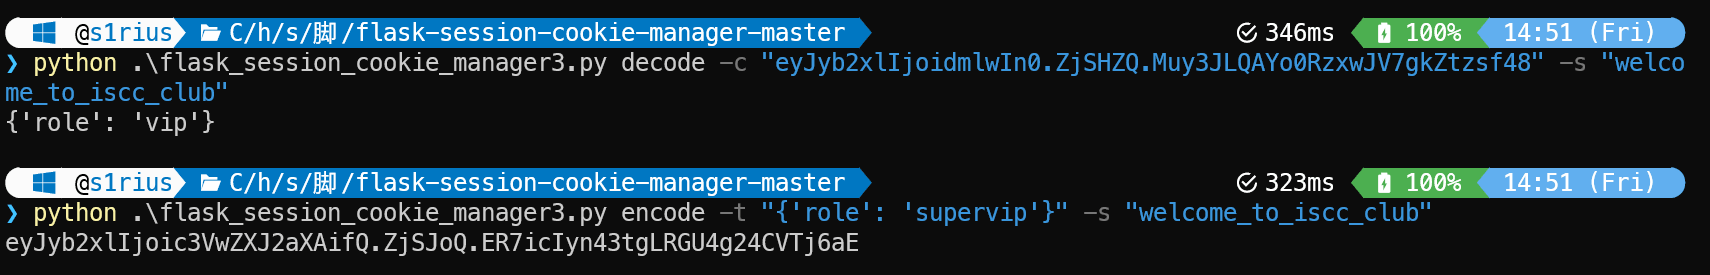 @s1rius C/h/s/脚/flask-session-cookie-manager-master 346ms 100% 14:51 (Fri)
❯ python .\flask_session_cookie_manager3.py decode -c "eyJyb2xlIjoidmlwIn0.ZjSHZQ.Muy3JLQAYo0RzxwJV7gkZtzsf48" -s "welco
me_to_iscc_club"
{'role': 'vip'}
@s1rius C/h/s/脚/flask-session-cookie-manager-master 323ms 100% 14:51 (Fri)
❯ python .\flask_session_cookie_manager3.py encode -t "{'role': 'supervip'}" -s "welcome_to_iscc_club"
eyJyb2xlIjoic3VwZXJ2aXAifQ.ZjSJoQ.ER7icIyn43tgLRGU4g24CVTj6aE